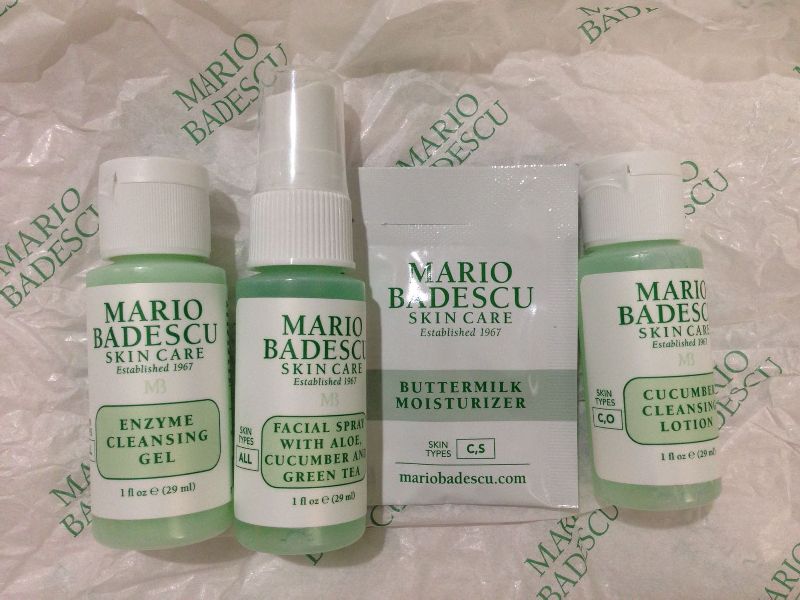 MARIO
BADESCU
MARIO
BADESCU
MARIO
BADESCU
MARIO
BADESCU
SKIN CARE
Established 1967
MB
ENZYME
CLEANSING
GEL
1 fl oz e (29 ml)
MARIO
BADESCU
SKIN CARE
Established 1967
MB
SKIN
TYPES
ALL
FACIAL SPRAY
WITH ALOE,
CUCUMBER AND
GREEN TEA
1 fl oz e (29 ml)
MARIO
BADESCU
SKIN CARE
Established 1967
BUTTERMILK
MOISTURIZER
SKIN
TYPES
C,S
mariobadescu.com
MARIO
BADESCU
SKIN CARE
Established 1967
MB
SKIN
TYPES
C,O
CUCUMBER
CLEANSING
LOTION
1 fl oz e (29 ml)
MARIO
BADESCU